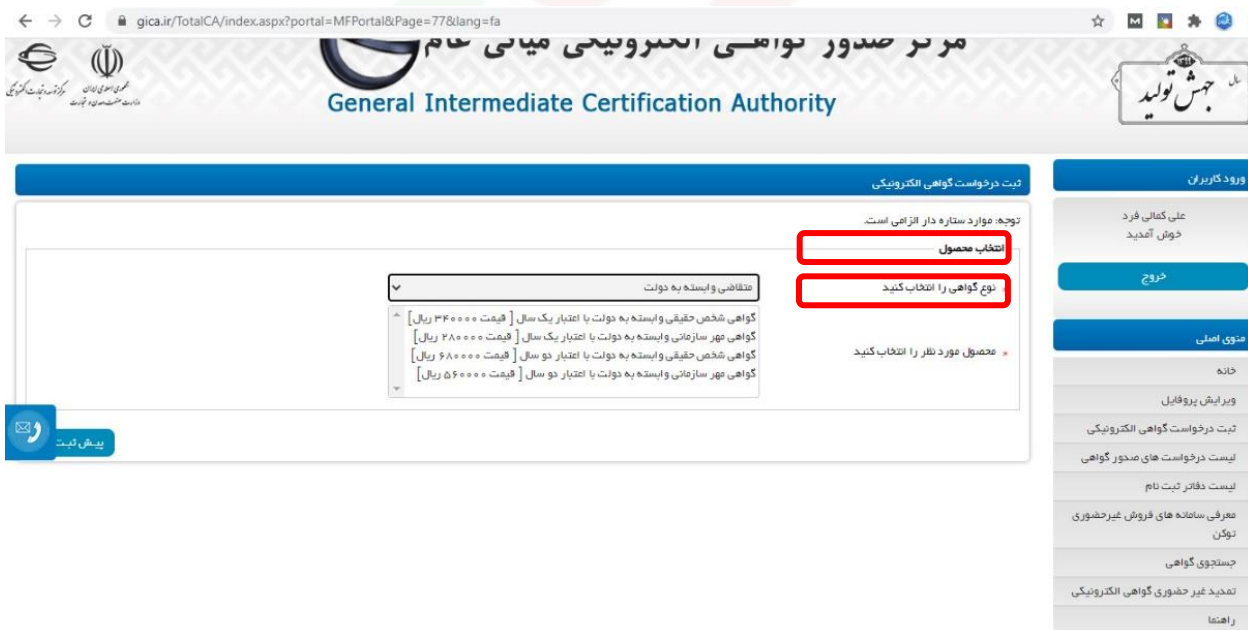 gica.ir/TotalCA/index.aspx?portal=MFPortal&Page=77&lang=fa
مرکز صدور گواهی الکترونیکی میانی عام
General Intermediate Certification Authority
سال جهش تولید
ورود کاربران
علی کمالی فرد
خوش آمدید
خروج
منوی اصلی
خانه
ویرایش پروفایل
ثبت درخواست گواهی الکترونیکی
لیست درخواست های صدور گواهی
لیست دفاتر ثبت نام
معرفی سامانه های فروش غیرحضوری
توکن
جستجوی گواهی
تمدید غیر حضوری گواهی الکترونیکی
راهنما
ثبت درخواست گواهی الکترونیکی
توجه: موارد ستاره دار الزامی است.
انتخاب محصول
* نوع گواهی را انتخاب کنید
متقاضی وابسته به دولت
* محصول مورد نظر را انتخاب کنید
گواهی شخص حقیقی وابسته به دولت با اعتبار یک سال [ قیمت ۳۴۰۰۰۰ ریال]
گواهی مهر سازمانی وابسته به دولت با اعتبار یک سال [ قیمت ۲۸۰۰۰۰ ریال]
گواهی شخص حقیقی وابسته به دولت با اعتبار دو سال [ قیمت ۶۸۰۰۰۰ ریال]
گواهی مهر سازمانی وابسته به دولت با اعتبار دو سال [ قیمت ۵۶۰۰۰۰ ریال]
پیش ثبت